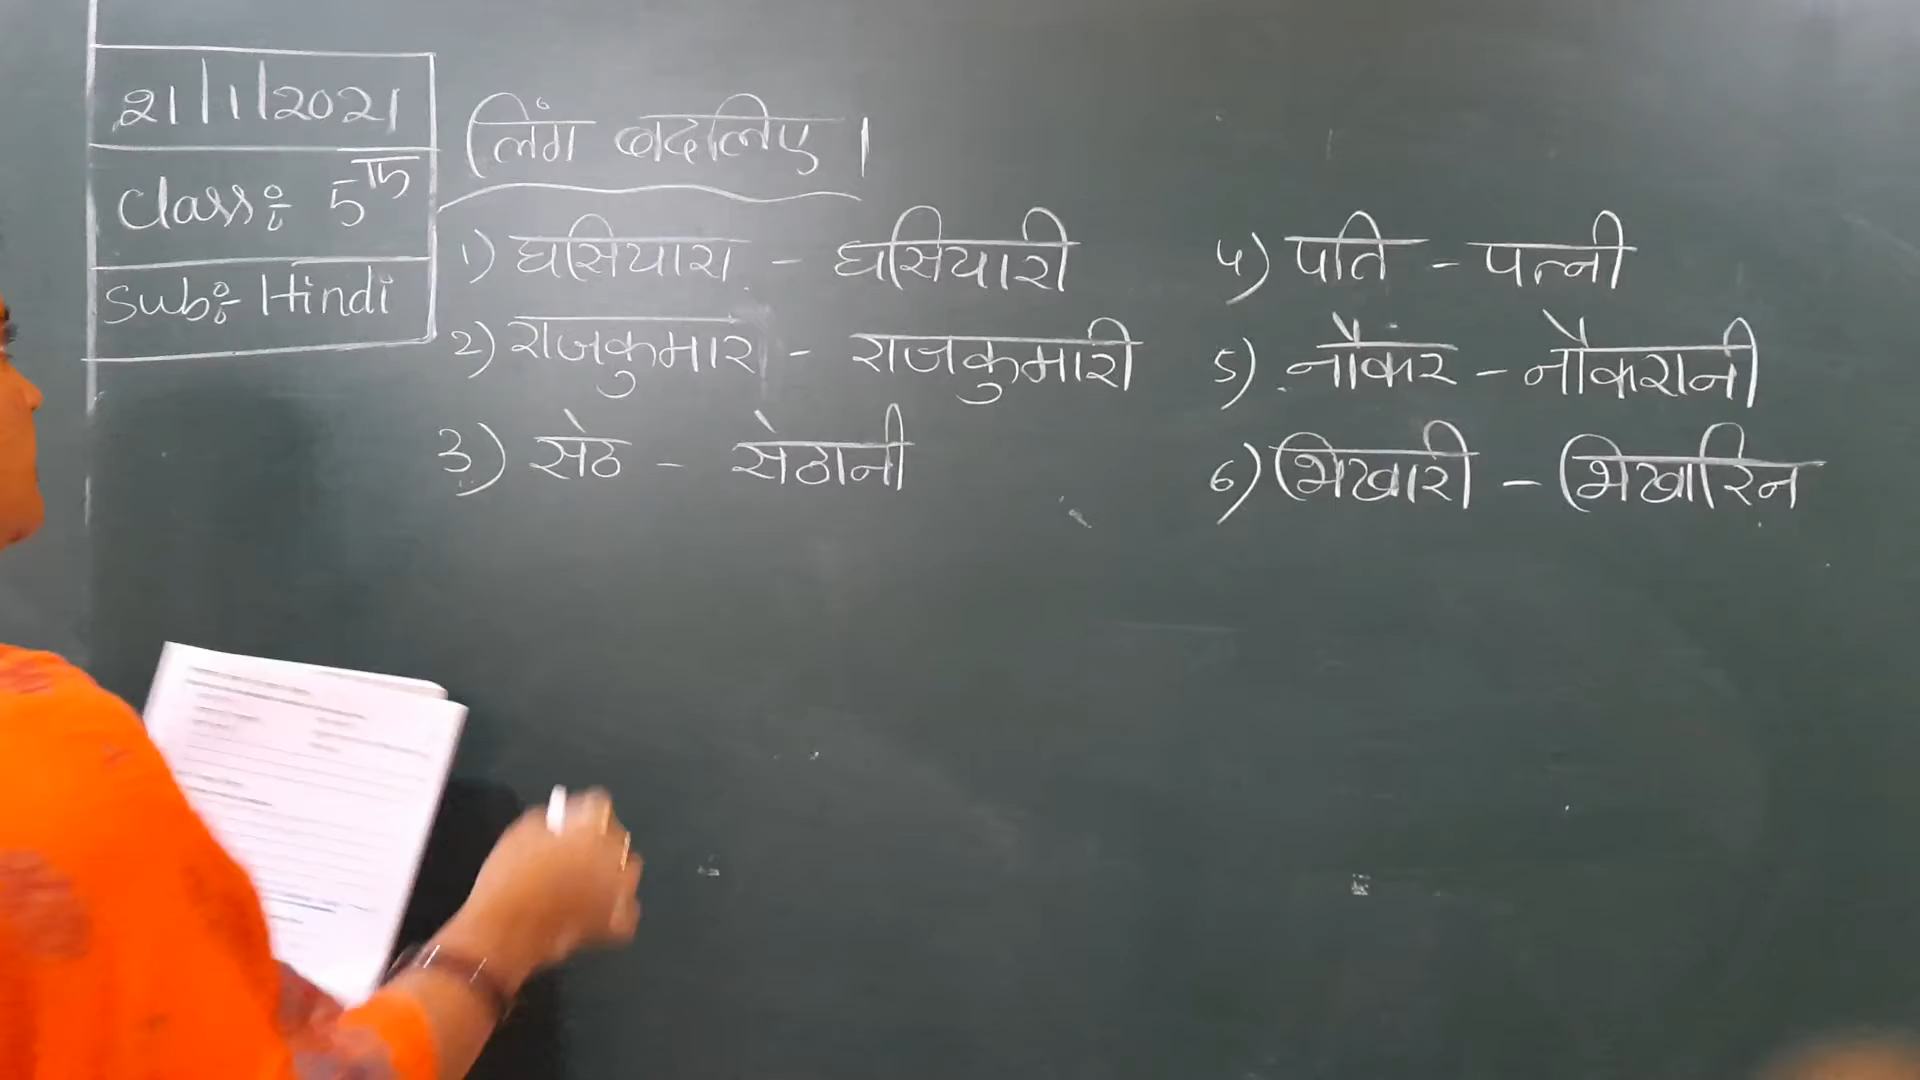 21/1/2021
Class: 5th
Sub:- Hindi
लिंग बदलिए।
1) घसियारा - घसियारी
2) राजकुमार - राजकुमारी
3) सेठ - सेठानी
4) पति - पत्नी
5) नौकर - नौकरानी
6) भिखारी - भिखारिन